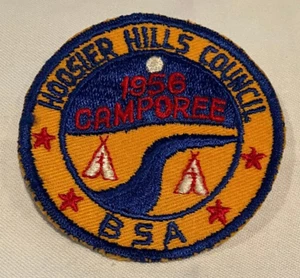 HOOSIER HILLS COUNCIL
1956
CAMPOREE
BSA